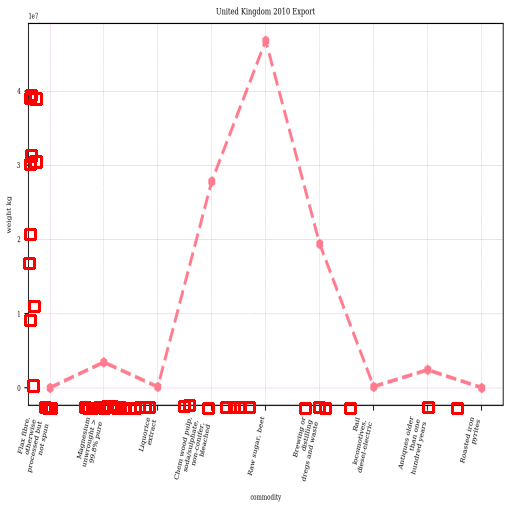 United Kingdom 2010 Export
1e7
4
3
2
1
0
weight kg
Flax fibre,
otherwise
processed but
not spun
Magnesium
unwrought >
99.8% pure
Liquorice
extract
Chem wood pulp,
soda/sulphate,
non-conifer,
bleached
Raw sugar, beet
Brewing or
distilling
dregs and waste
Rail
locomotives,
diesel-electric
Antiques older
than one
hundred years
Roasted iron
pyrites
commodity